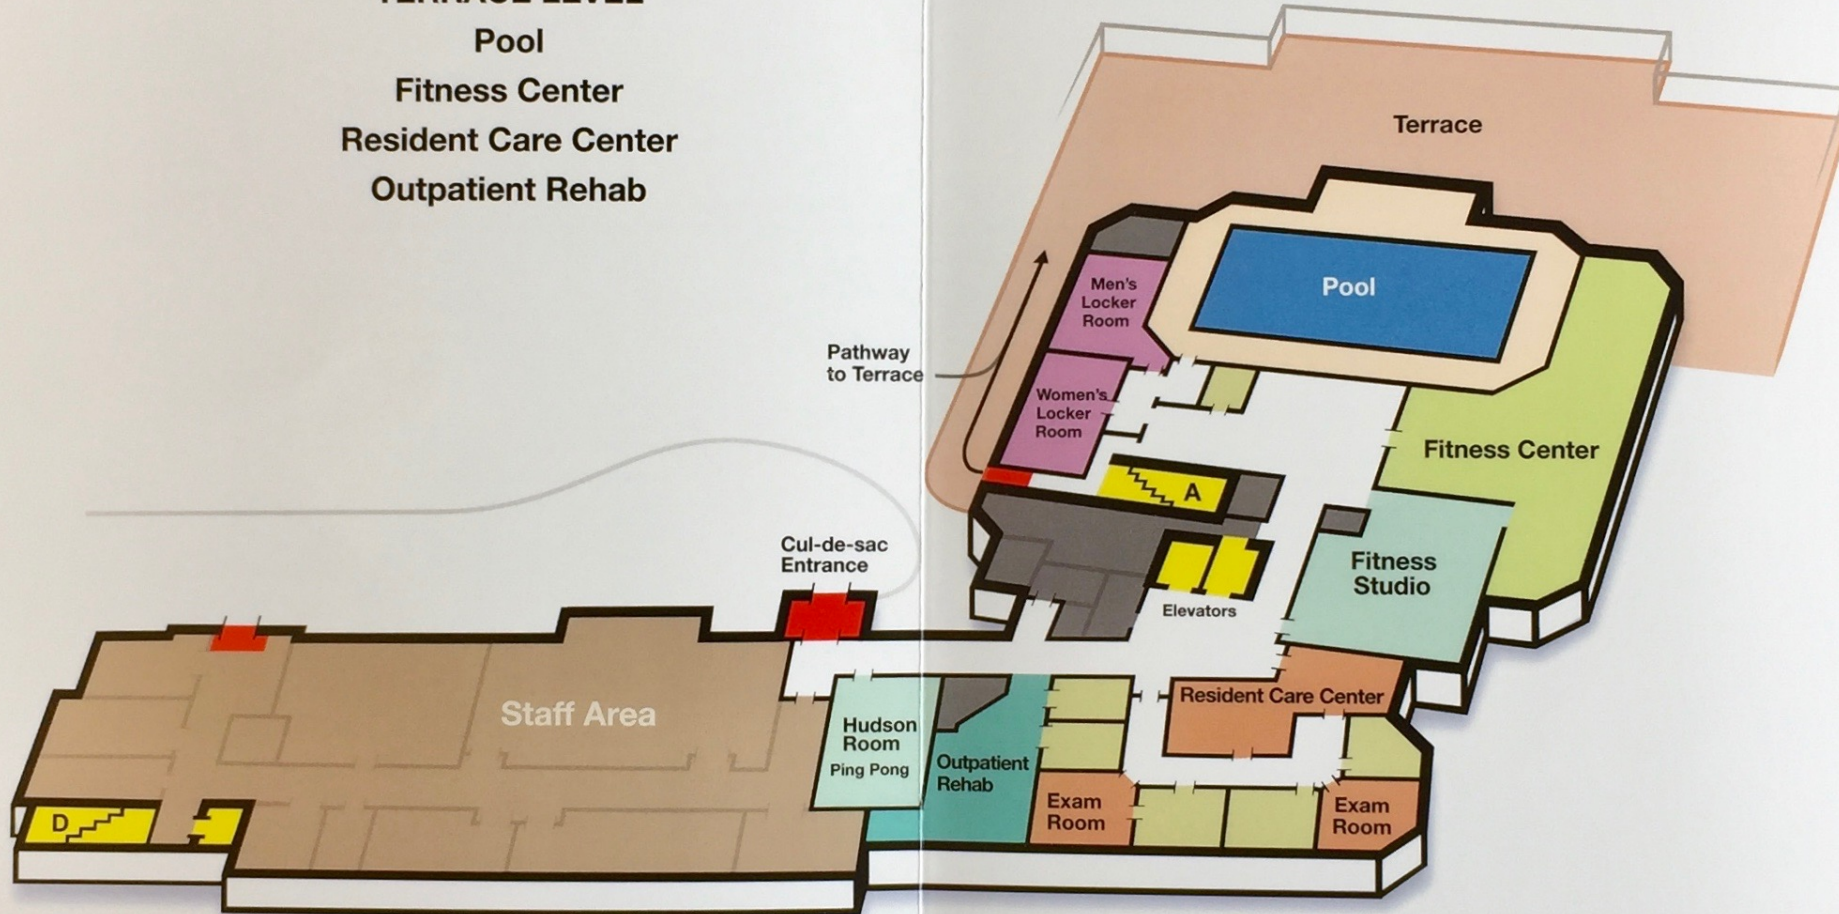 TERRACE LEVEL
Pool
Fitness Center
Resident Care Center
Outpatient Rehab
Terrace
Pool
Men's
Locker
Room
Pathway
to Terrace
Women's
Locker
Room
Fitness Center
A
Cul-de-sac
Entrance
Fitness
Studio
Elevators
Resident Care Center
Staff Area
Hudson
Room
Ping Pong
Outpatient
Rehab
Exam
Room
Exam
Room
D